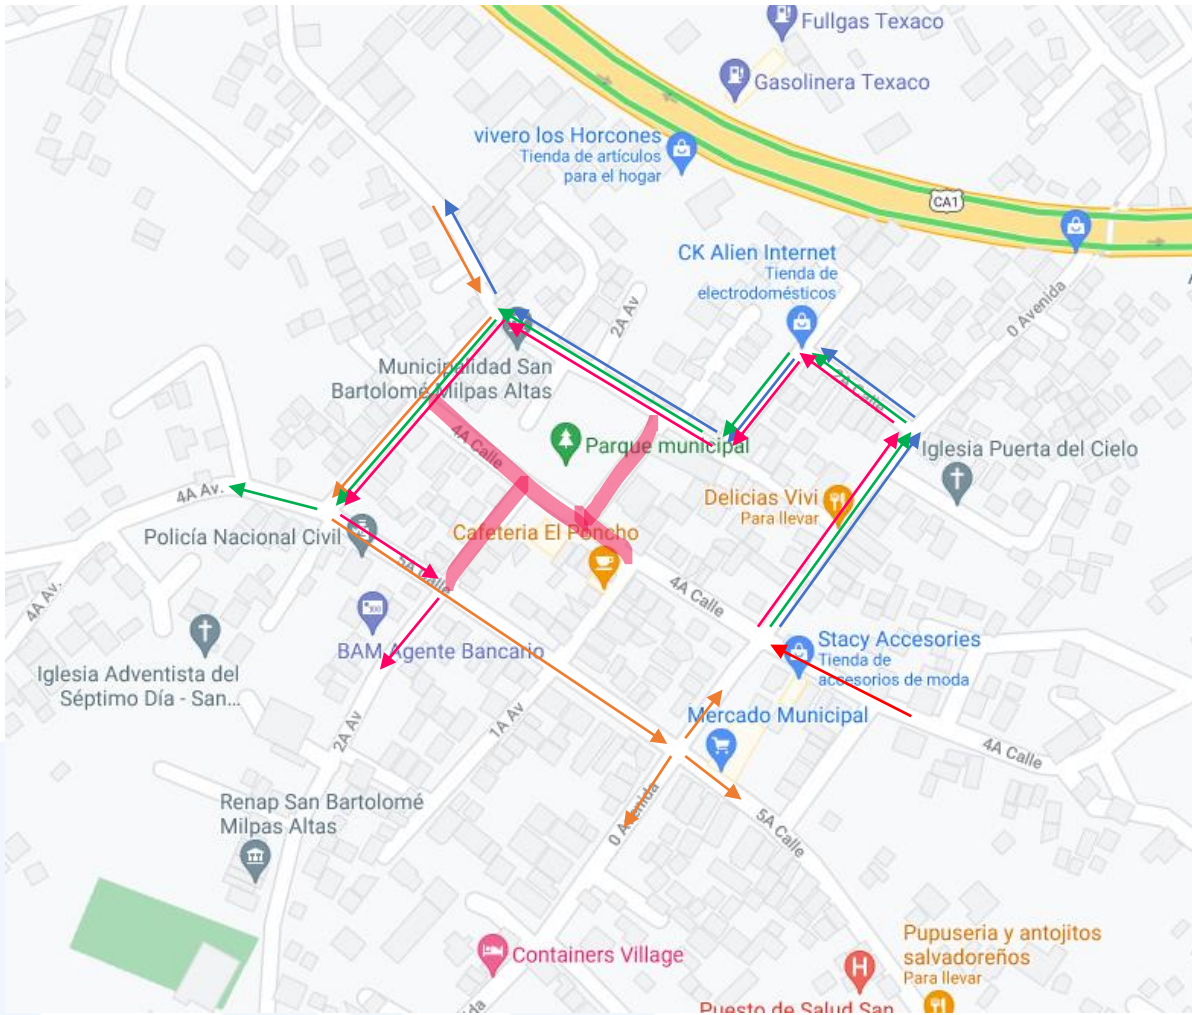 Fullgas Texaco
Gasolinera Texaco
vivero los Horcones
Tienda de artículos
para el hogar
CA1
CK Alien Internet
Tienda de
electrodomésticos
0 Avenida
2A Av
Municipalidad San
Bartolomé Milpas Altas
2A Calle
4A Calle
Parque municipal
Iglesia Puerta del Cielo
4A Av.
Delicias Vivi
Para llevar
Policía Nacional Civil
Cafeteria El Poncho
5A Calle
4A Calle
4A Av.
BAM Agente Bancario
Stacy Accesories
Tienda de
accesorios de moda
Iglesia Adventista del
Séptimo Día - San...
Mercado Municipal
2A Av
1A Av
4A Calle
Renap San Bartolomé
Milpas Altas
0 Avenida
5A Calle
Containers Village
Pupuseria y antojitos
salvadoreños
Para llevar
Puesto de Salud San